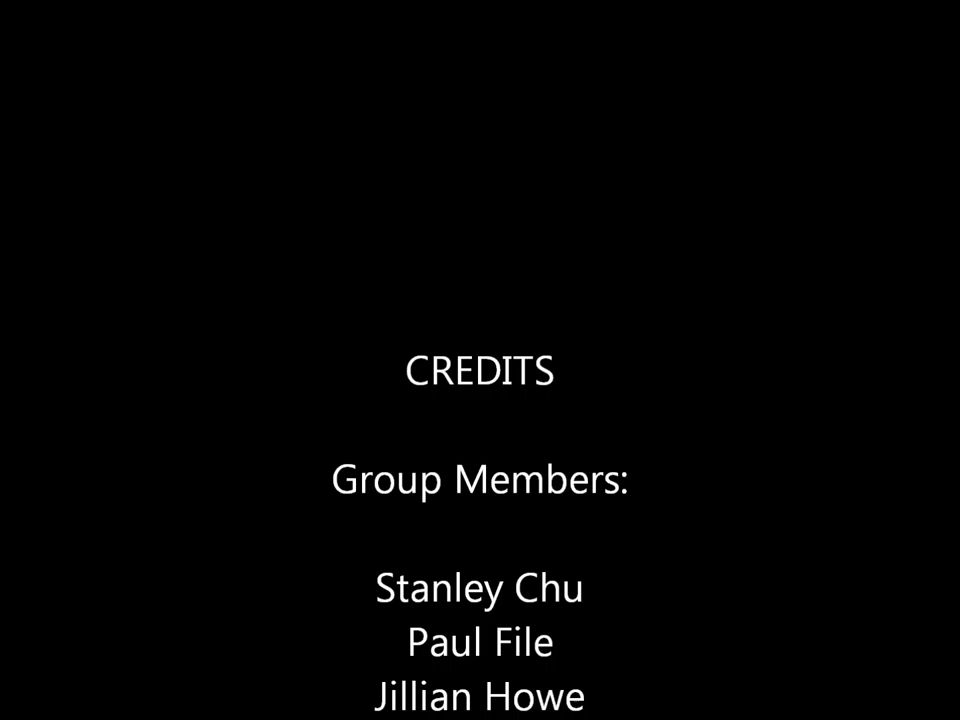 CREDITS
Group Members:
Stanley Chu
Paul File
Jillian Howe